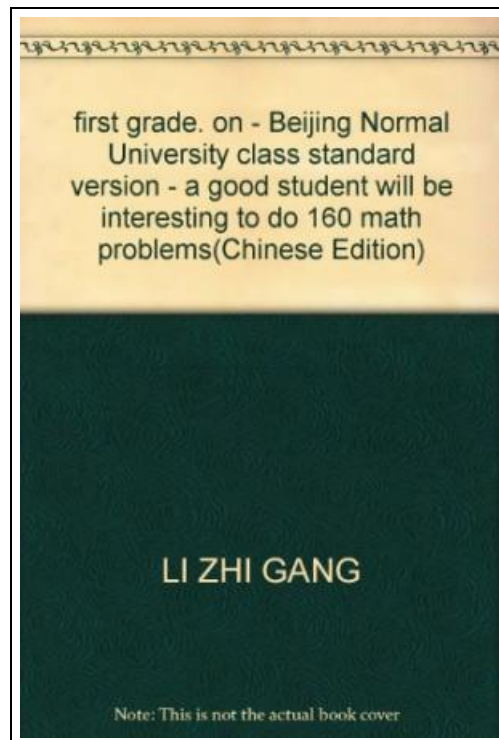 first grade. on - Beijing Normal
University class standard
version - a good student will be
interesting to do 160 math
problems(Chinese Edition)
LI ZHI GANG
Note: This is not the actual book cover